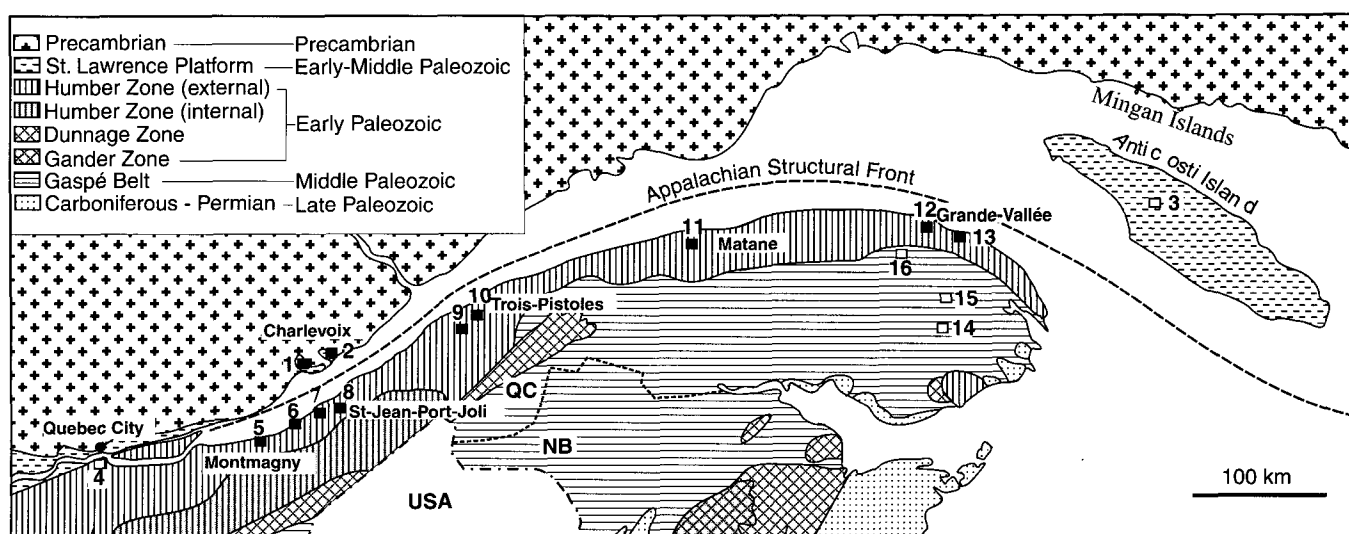 Precambrian Precambrian
St. Lawrence Platform Early-Middle Paleozoic
Humber Zone (external)
Humber Zone (internal)
Early Paleozoic
Dunnage Zone
Gander Zone
Gaspé Belt Middle Paleozoic
Carboniferous - Permian Late Paleozoic
Mingan Islands
Anticosti Island
3
Appalachian Structural Front
12
Grande-Vallée
13
11
Matane
16
15
14
10
Trois-Pistoles
9
Charlevoix
1
2
7
8
St-Jean-Port-Joli
6
5
Quebec City
4
Montmagny
QC
NB
USA
100 km